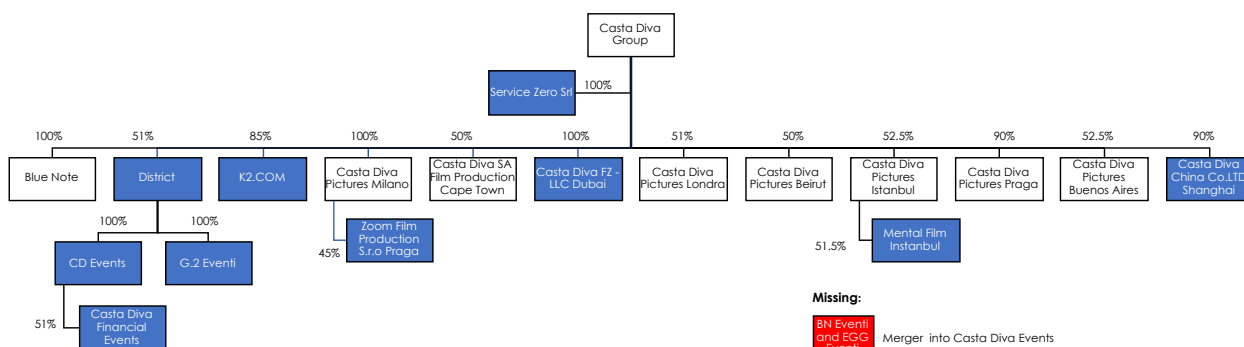 Casta Diva
Group
Service Zero Srl
100%
100%
51%
85%
100%
50%
100%
51%
50%
52.5%
90%
52.5%
90%
Blue Note
District
K2.COM
Casta Diva
Pictures Milano
Casta Diva SA
Film Production
Cape Town
Casta Diva FZ -
LLC Dubai
Casta Diva
Pictures Londra
Casta Diva
Pictures Beirut
Casta Diva
Pictures
Istanbul
Casta Diva
Pictures Praga
Casta Diva
Pictures
Buenos Aires
Casta Diva
China Co.LTD
Shanghai
100%
100%
45%
Zoom Film
Production
S.r.o Praga
51.5%
Mental Film
Instanbul
CD Events
G.2 Eventi
51%
Casta Diva
Financial
Events
Missing:
BN Eventi
and EGG
Eventi
Merger into Casta Diva Events